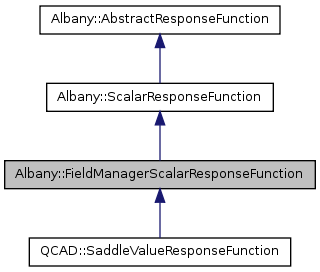 Albany::AbstractResponseFunction
Albany::ScalarResponseFunction
Albany::FieldManagerScalarResponseFunction
QCAD::SaddleValueResponseFunction